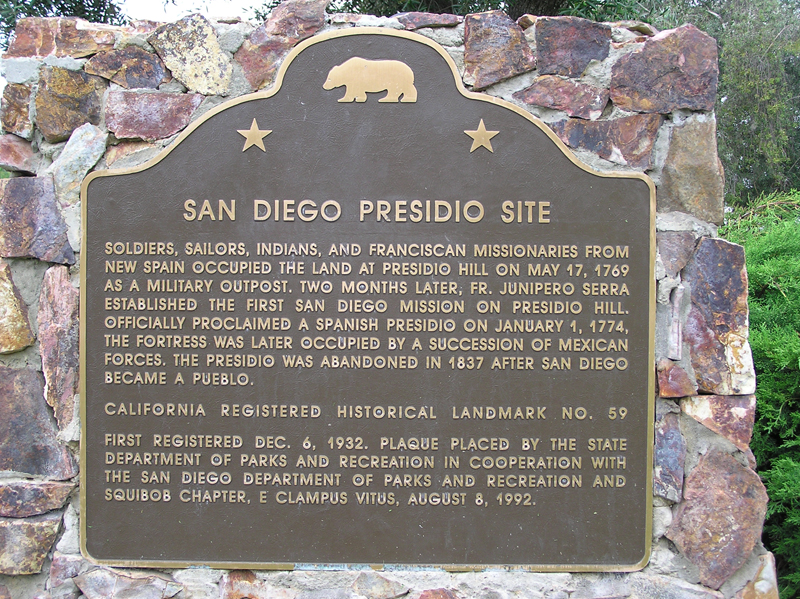 SAN DIEGO PRESIDIO SITE
SOLDIERS, SAILORS, INDIANS, AND FRANCISCAN MISSIONARIES FROM
NEW SPAIN OCCUPIED THE LAND AT PRESIDIO HILL ON MAY 17, 1769
AS A MILITARY OUTPOST. TWO MONTHS LATER, FR. JUNIPERO SERRA
ESTABLISHED THE FIRST SAN DIEGO MISSION ON PRESIDIO HILL.
OFFICIALLY PROCLAIMED A SPANISH PRESIDIO ON JANUARY 1, 1774,
THE FORTRESS WAS LATER OCCUPIED BY A SUCCESSION OF MEXICAN
FORCES. THE PRESIDIO WAS ABANDONED IN 1837 AFTER SAN DIEGO
BECAME A PUEBLO.
CALIFORNIA REGISTERED HISTORICAL LANDMARK NO. 59
FIRST REGISTERED DEC. 6, 1932. PLAQUE PLACED BY THE STATE
DEPARTMENT OF PARKS AND RECREATION IN COOPERATION WITH
THE SAN DIEGO DEPARTMENT OF PARKS AND RECREATION AND
SQUIBOB CHAPTER, E CLAMPUS VITUS, AUGUST 8, 1992.